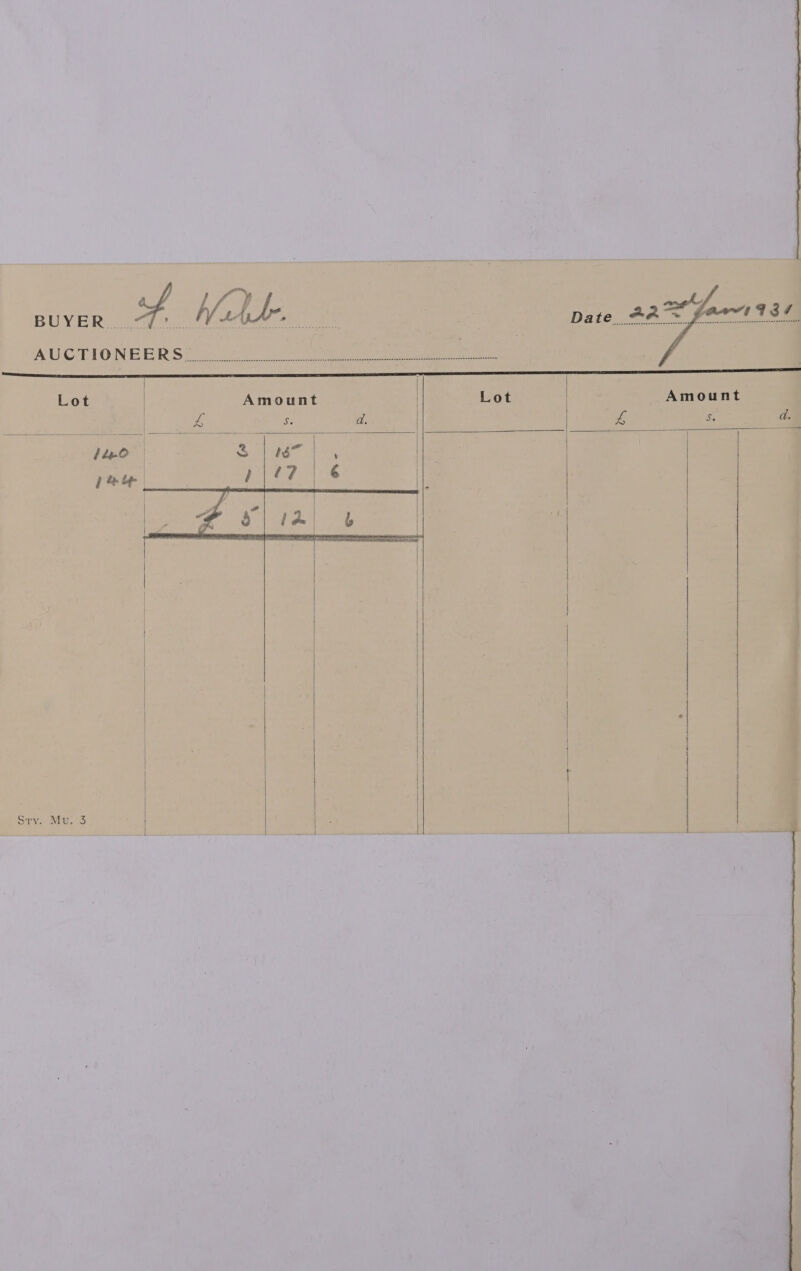 BUYER F. Webb. Date 22nd Jan. 1931
AUCTIONEERS
Lot Amount Lot Amount
£ s. d. £ s. d.
140 3 15 ,
144 1 17 6
£ 5 12 6
Sry. Mu. 3